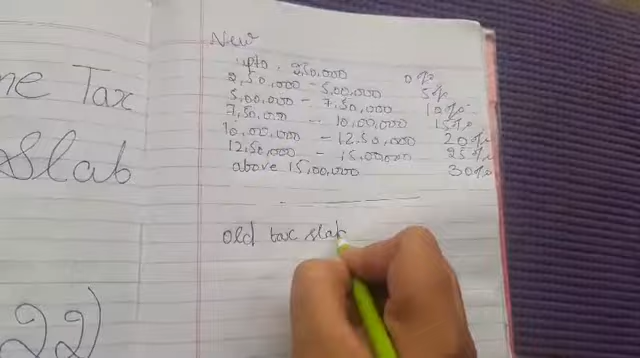 ne Tax
Slab
22)
New
upto . 2,50,000 0%
2,50,000 - 5,00,000 5%
5,00,000 - 7,50,000 10%
7,50,000 - 10,00,000 15%
10,00,000 - 12,50,000 20%
12,50,000 - 15,00,000 25%
above 15,00,000 30%
old tax slab